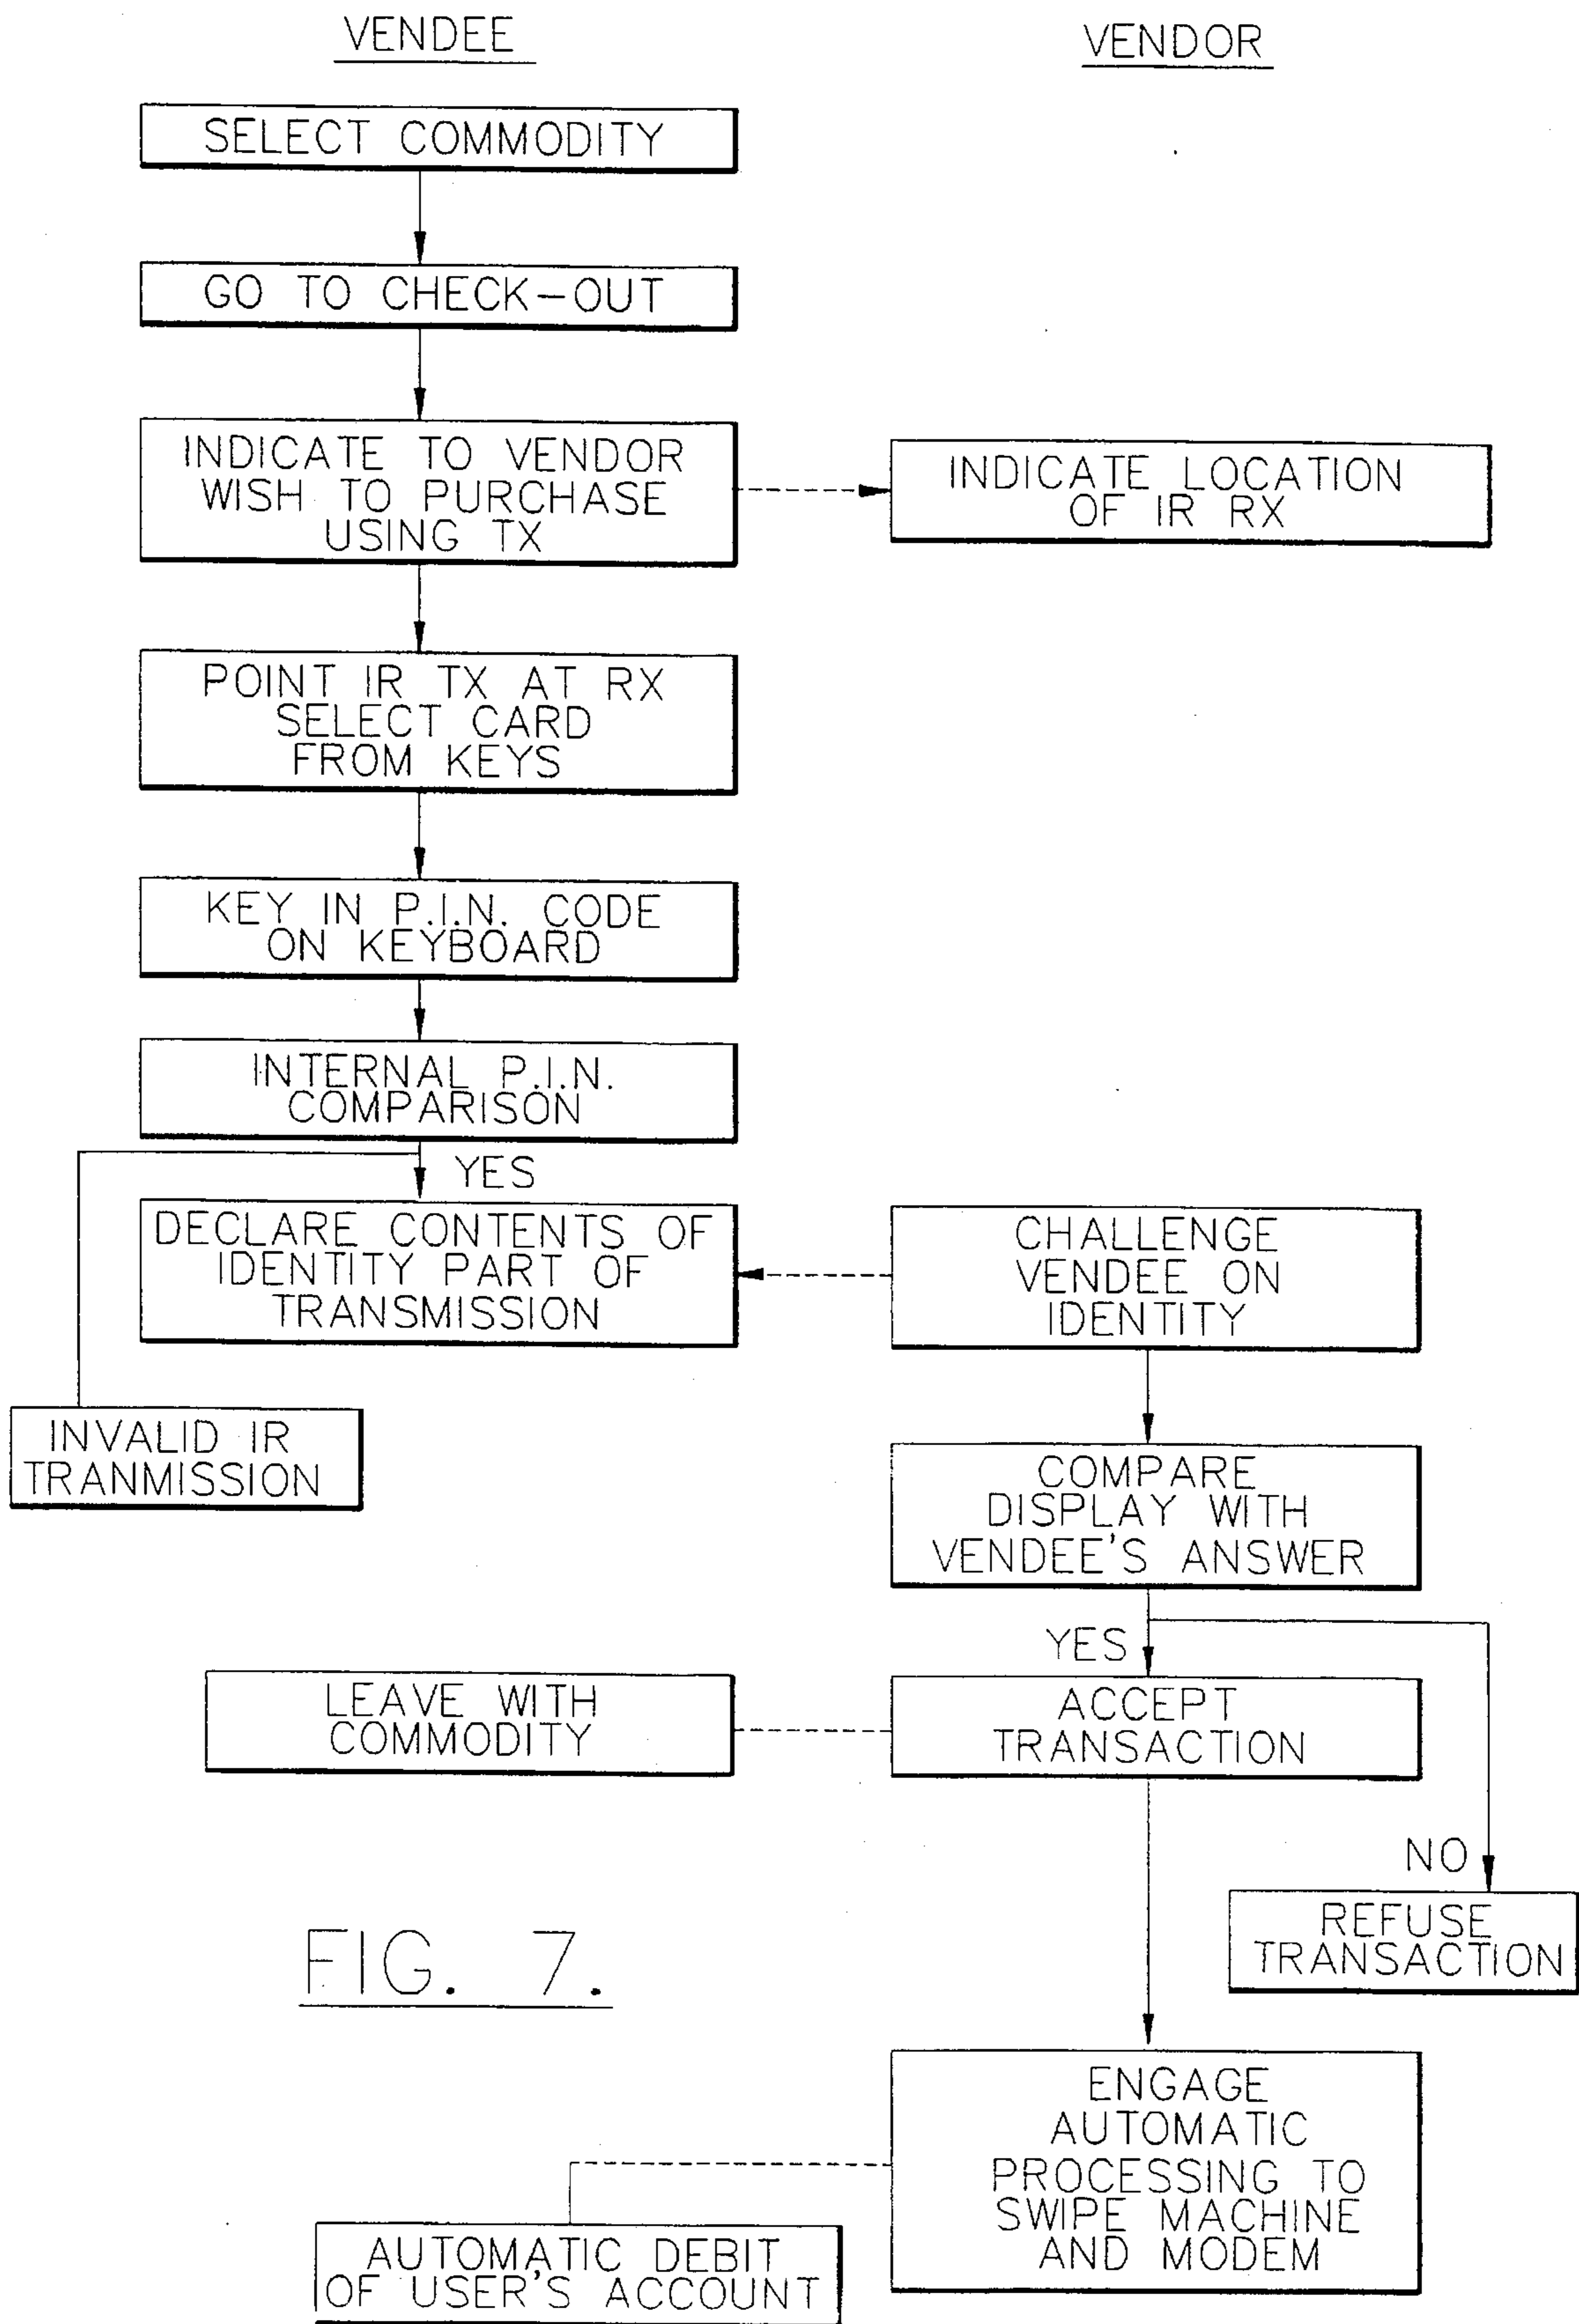 VENDEE
VENDOR
SELECT COMMODITY
GO TO CHECK-OUT
INDICATE TO VENDOR
WISH TO PURCHASE
USING TX
INDICATE LOCATION
OF IR RX
POINT IR TX AT RX
SELECT CARD
FROM KEYS
KEY IN P.I.N. CODE
ON KEYBOARD
INTERNAL P.I.N.
COMPARISON
YES
DECLARE CONTENTS OF
IDENTITY PART OF
TRANSMISSION
CHALLENGE
VENDEE ON
IDENTITY
INVALID IR
TRANMISSION
COMPARE
DISPLAY WITH
VENDEE'S ANSWER
YES
LEAVE WITH
COMMODITY
ACCEPT
TRANSACTION
NO
REFUSE
TRANSACTION
FIG. 7.
ENGAGE
AUTOMATIC
PROCESSING TO
SWIPE MACHINE
AND MODEM
AUTOMATIC DEBIT
OF USER'S ACCOUNT